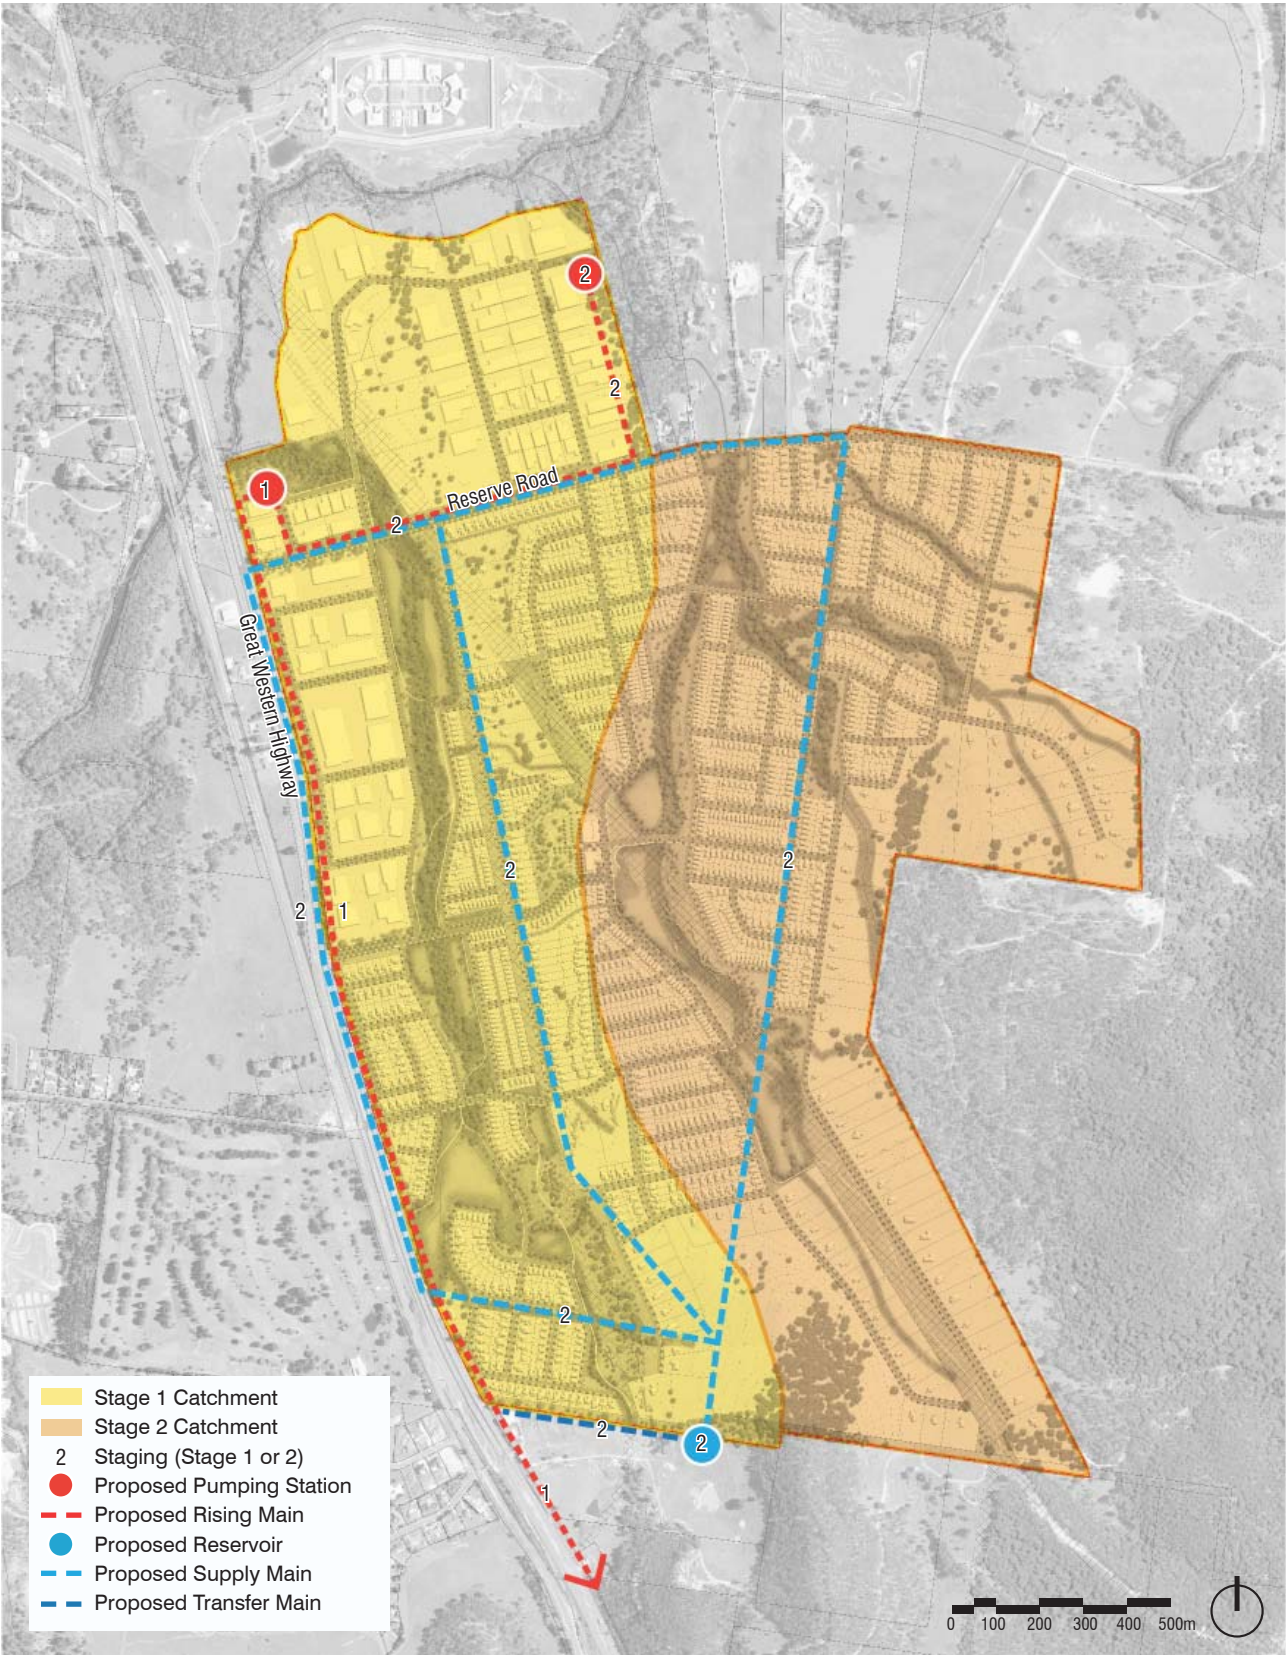 2
2
1
Reserve Road
2
Great Western Highway
2
2
2
1
2
2
2
1
Stage 1 Catchment
Stage 2 Catchment
2 Staging (Stage 1 or 2)
Proposed Pumping Station
Proposed Rising Main
Proposed Reservoir
Proposed Supply Main
Proposed Transfer Main
0 100 200 300 400 500m